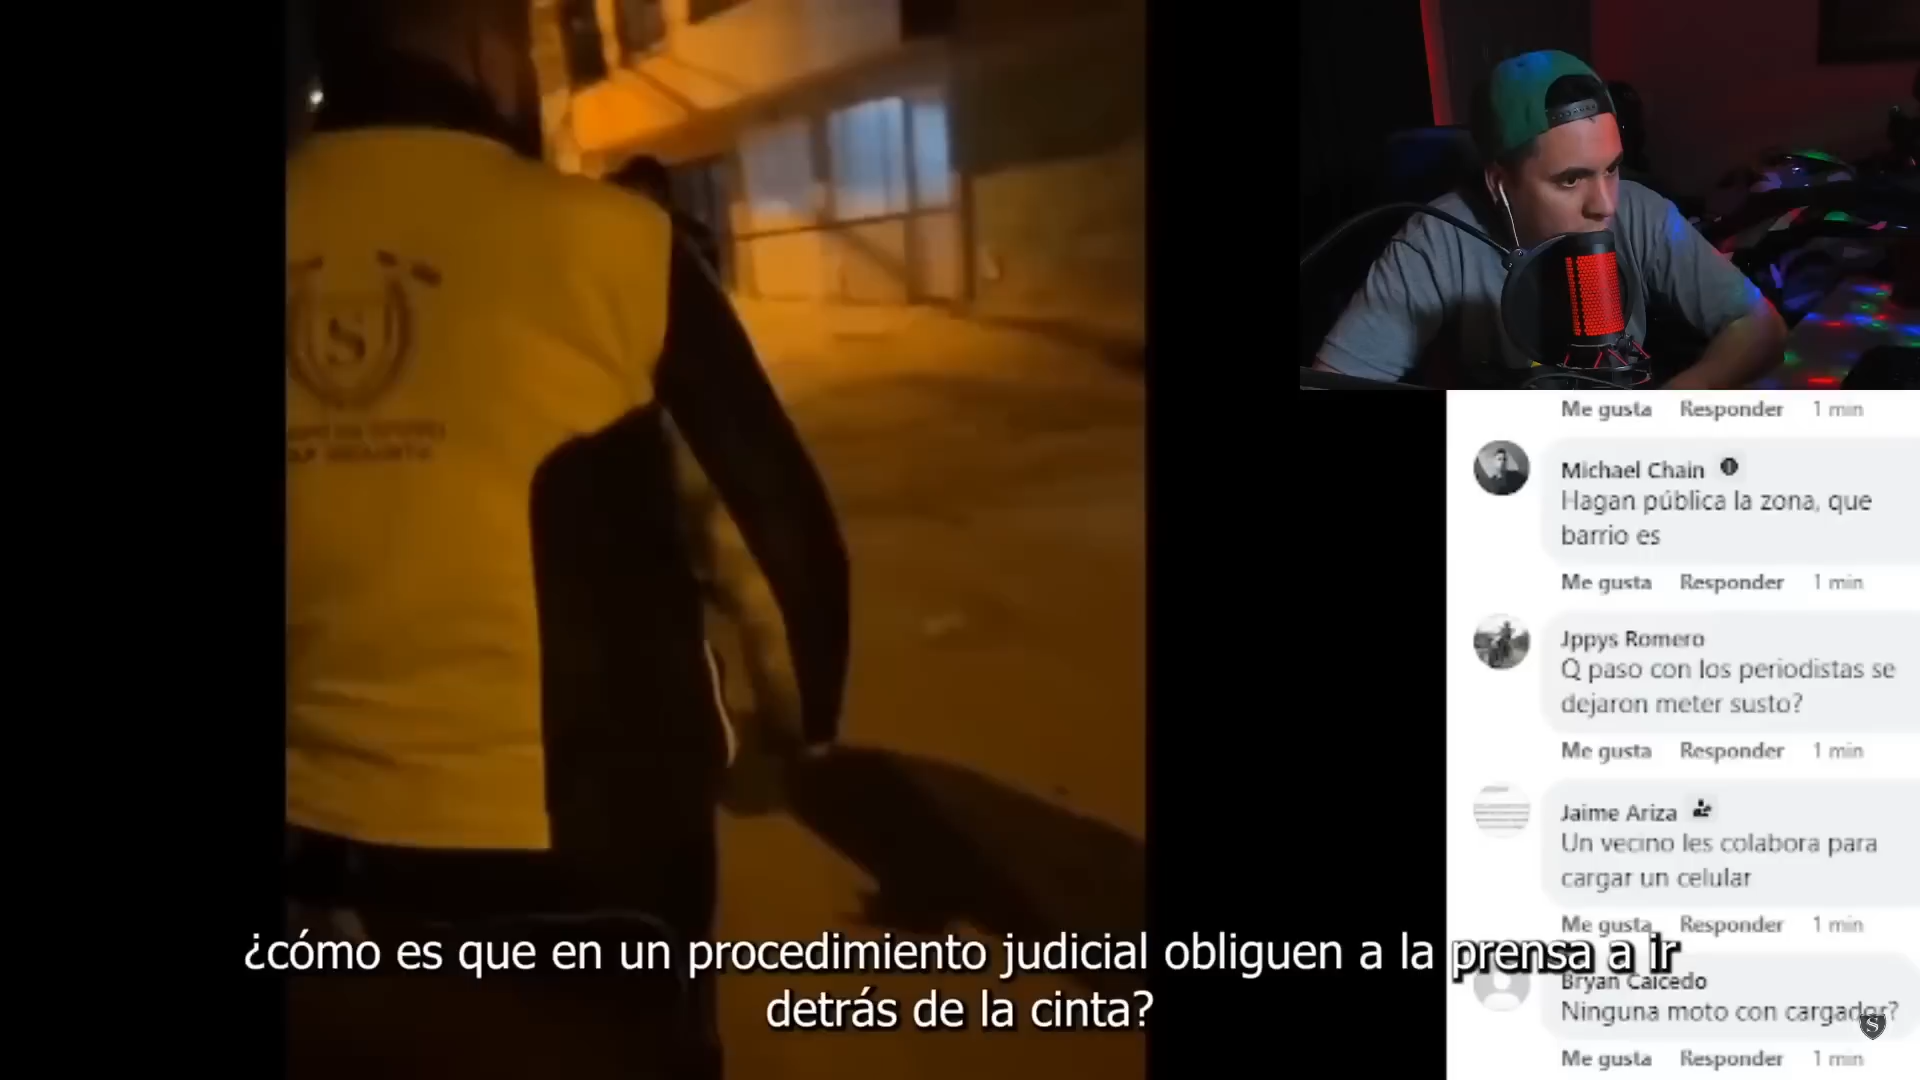 S
Me gusta Responder 1 min
Michael Chain
Hagan pública la zona, que
barrio es
Me gusta Responder 1 min
Jppys Romero
Q paso con los periodistas se
dejaron meter susto?
Me gusta Responder 1 min
Jaime Ariza
Un vecino les colabora para
cargar un celular
Me gusta Responder 1 min
Bryan Caicedo
Ninguna moto con cargador?
Me gusta Responder 1 min
¿cómo es que en un procedimiento judicial obliguen a la prensa a ir
detrás de la cinta?
S